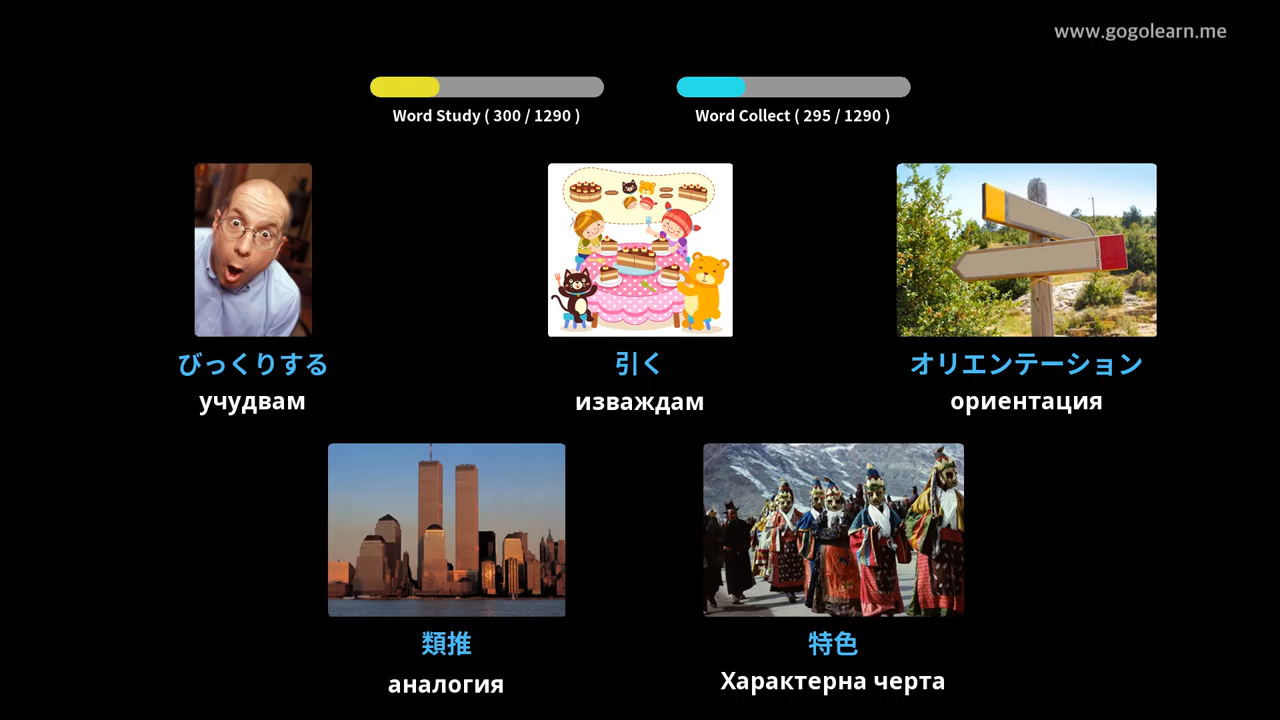 www.gogolearn.me
Word Study ( 300 / 1290 )
Word Collect ( 295 / 1290 )
びっくりする
учудвам
引く
изваждам
オリエンテーション
ориентация
類推
аналогия
特色
Характерна черта